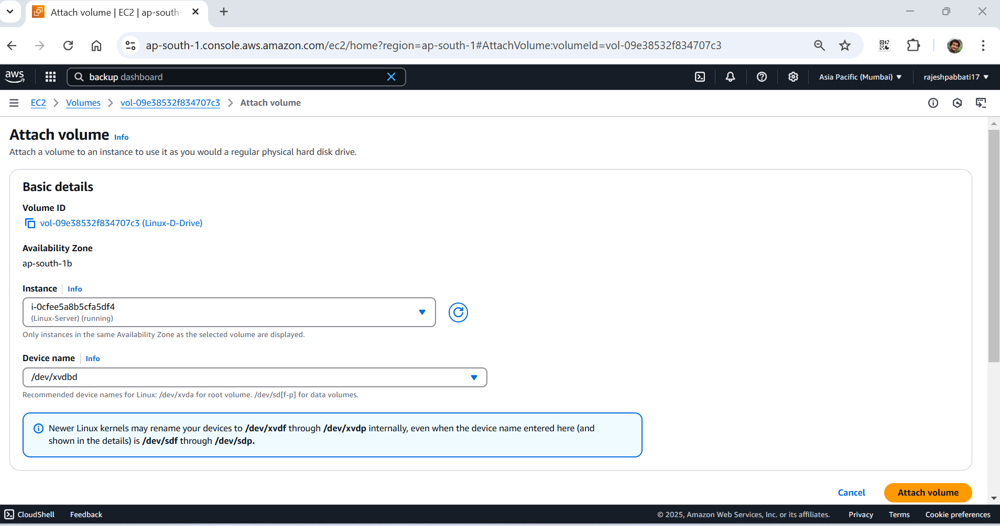 Attach volume | EC2 | ap-south-
ap-south-1.console.aws.amazon.com/ec2/home?region=ap-south-1#AttachVolume:volumeId=vol-09e38532f834707c3
aws
backup dashboard
Asia Pacific (Mumbai)
rajeshpabbati17
EC2
Volumes
vol-09e38532f834707c3
Attach volume
Attach volume Info
Attach a volume to an instance to use it as you would a regular physical hard disk drive.
Basic details
Volume ID
vol-09e38532f834707c3 (Linux-D-Drive)
Availability Zone
ap-south-1b
Instance Info
i-0cfee5a8b5cfa5df4
(Linux-Server) (running)
Only instances in the same Availability Zone as the selected volume are displayed.
Device name Info
/dev/xvdbd
Recommended device names for Linux: /dev/xvda for root volume. /dev/sd[f-p] for data volumes.
Newer Linux kernels may rename your devices to /dev/xvdf through /dev/xvdp internally, even when the device name entered here (and
shown in the details) is /dev/sdf through /dev/sdp.
Cancel
Attach volume
CloudShell
Feedback
© 2025, Amazon Web Services, Inc. or its affiliates.
Privacy
Terms
Cookie preferences